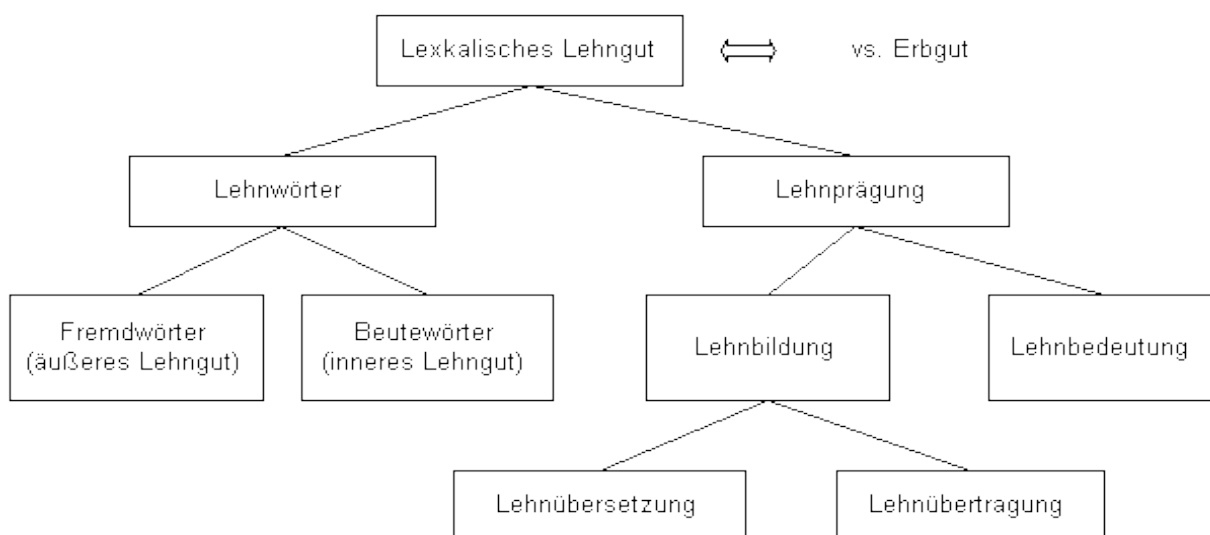 Lexkalisches Lehngut vs. Erbgut
Lehnwörter Lehnprägung
Fremdwörter
(äußeres Lehngut)
Beutewörter
(inneres Lehngut)
Lehnbildung
Lehnbedeutung
Lehnübersetzung
Lehnübertragung